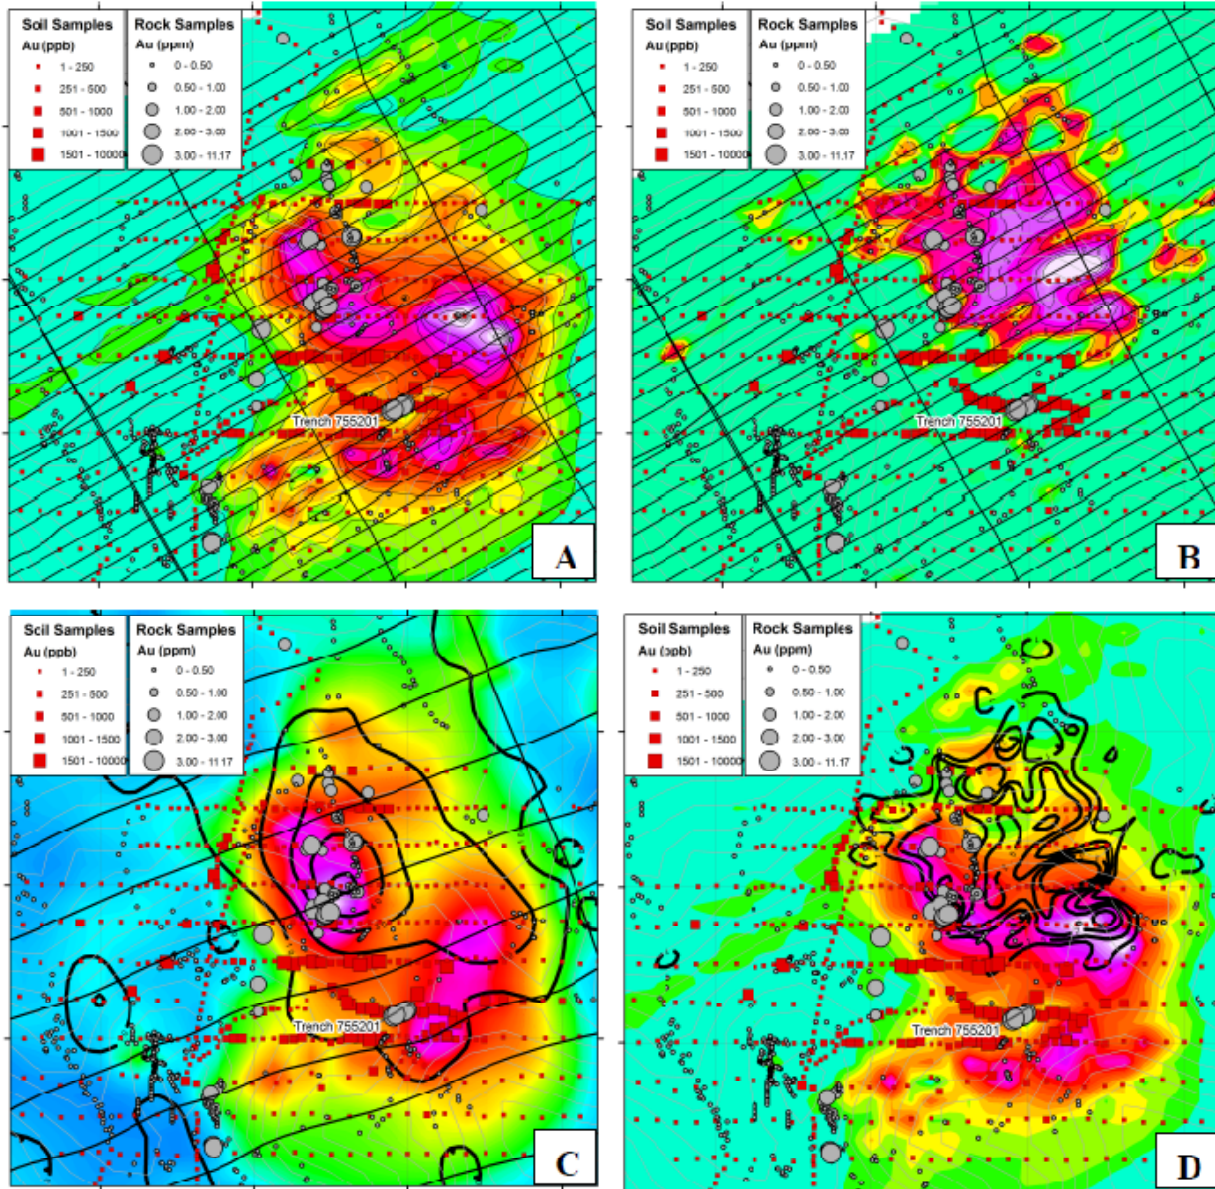 Soil Samples
Au (ppb)
1 - 250
251 - 500
501 - 1000
1001 - 1500
1501 - 10000
Rock Samples
Au (ppm)
0 - 0.50
0.50 - 1.00
1.00 - 2.00
2.00 - 3.00
3.00 - 11.17
Trench 755201
A
Soil Samples
Au (ppb)
1 - 250
251 - 500
501 - 1000
1001 - 1500
1501 - 10000
Rock Samples
Au (ppm)
0 - 0.50
0.50 - 1.00
1.00 - 2.00
2.00 - 3.00
3.00 - 11.17
Trench 755201
B
Soil Samples
Au (ppb)
1 - 250
251 - 500
501 - 1000
1001 - 1500
1501 - 10000
Rock Samples
Au (ppm)
0 - 0.50
0.50 - 1.00
1.00 - 2.00
2.00 - 3.00
3.00 - 11.17
Trench 755201
C
Soil Samples
Au (ppb)
1 - 250
251 - 500
501 - 1000
1001 - 1500
1501 - 10000
Rock Samples
Au (ppm)
0 - 0.50
0.50 - 1.00
1.00 - 2.00
2.00 - 3.00
3.00 - 11.17
Trench 755201
D